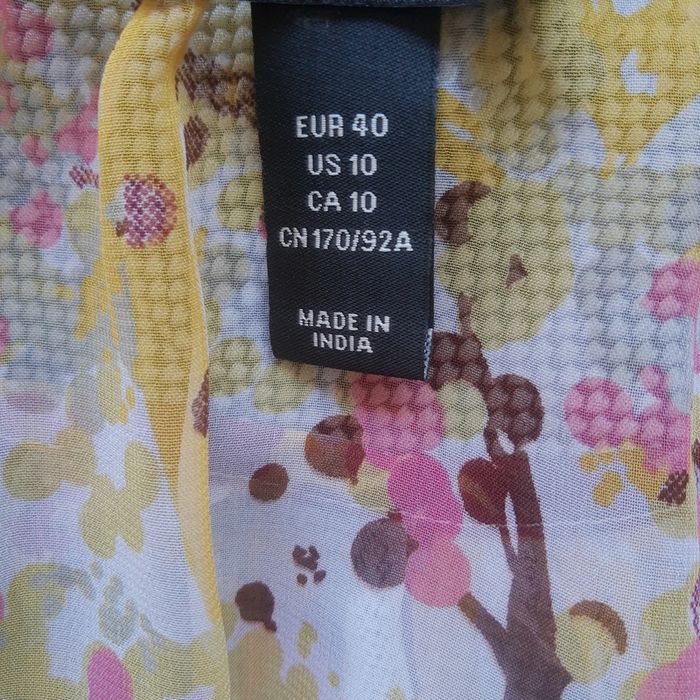 EUR 40
US 10
CA 10
CN 170/92A
MADE IN
INDIA